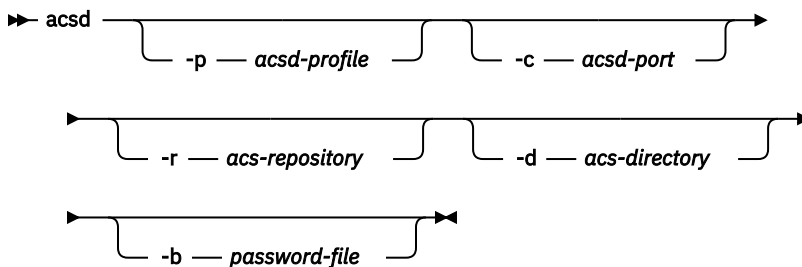 acsd
-p acsd-profile -c acsd-port
-r acs-repository -d acs-directory
-b password-file